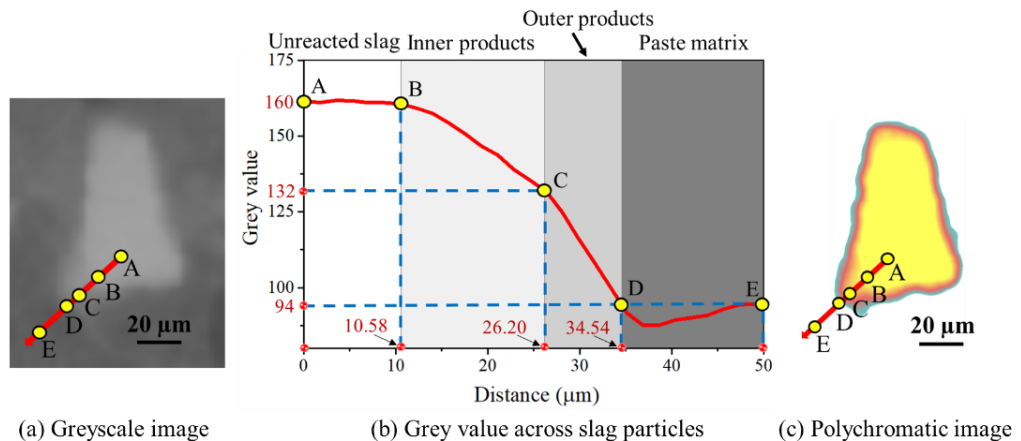 Outer products
Unreacted slag Inner products Paste matrix
175
160
150
132
125
100
94
Grey value
A
B
C
D
E
10.58
26.20
34.54
0 10 20 30 40 50
Distance (μm)
A
B
C
D
E
20 μm
A
B
C
D
E
20 μm
(a) Greyscale image
(b) Grey value across slag particles
(c) Polychromatic image